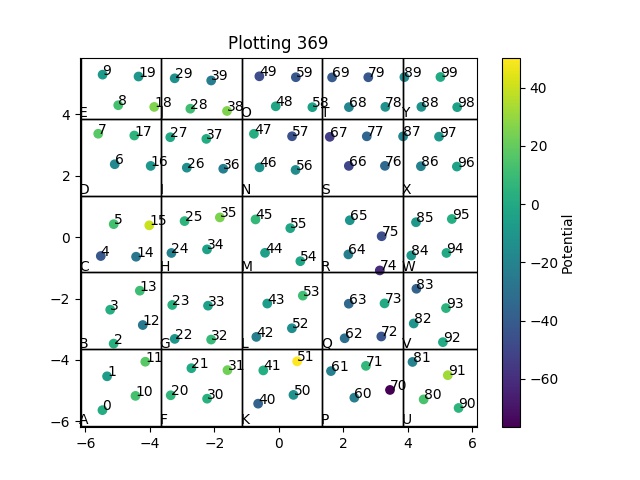 Plotting 369
9 19 29 39 49 59 69 79 89 99
8 18 28 38 48 58 68 78 88 98
E J O T Y
7 17 27 37 47 57 67 77 87 97
6 16 26 36 46 56 66 76 86 96
D I N S X
5 15 25 35 45 55 65 75 85 95
4 14 24 34 44 54 64 74 84 94
C H M R W
3 13 23 33 43 53 63 73 83 93
2 12 22 32 42 52 62 72 82 92
B G L Q V
1 11 21 31 41 51 61 71 81 91
0 10 20 30 40 50 60 70 80 90
A F K P U
4
2
0
−2
−4
−6
−6 −4 −2 0 2 4 6
40
20
0
−20
−40
−60
Potential